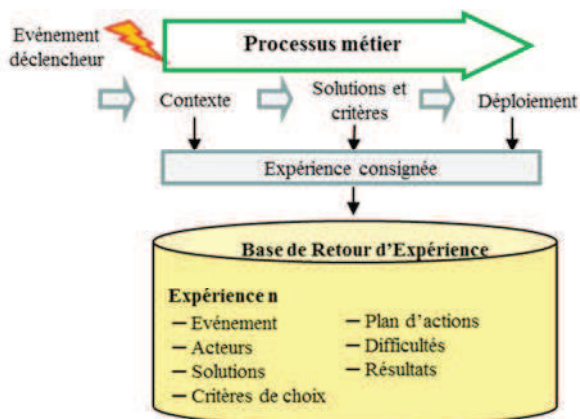 Evénement
déclencheur
Processus métier
Contexte
Solutions et
critères
Déploiement
Expérience consignée
Base de Retour d’Expérience
Expérience n
— Evénement
— Acteurs
— Solutions
— Critères de choix
— Plan d’actions
— Difficultés
— Résultats